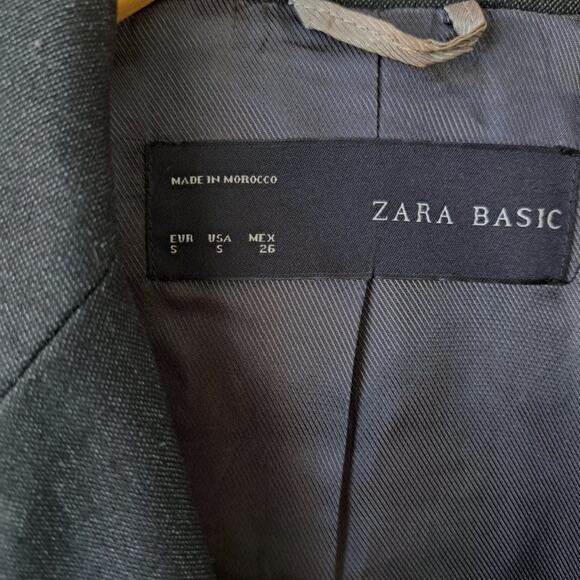 MADE IN MOROCCO
ZARA BASIC
EUR USA MEX
S S 26